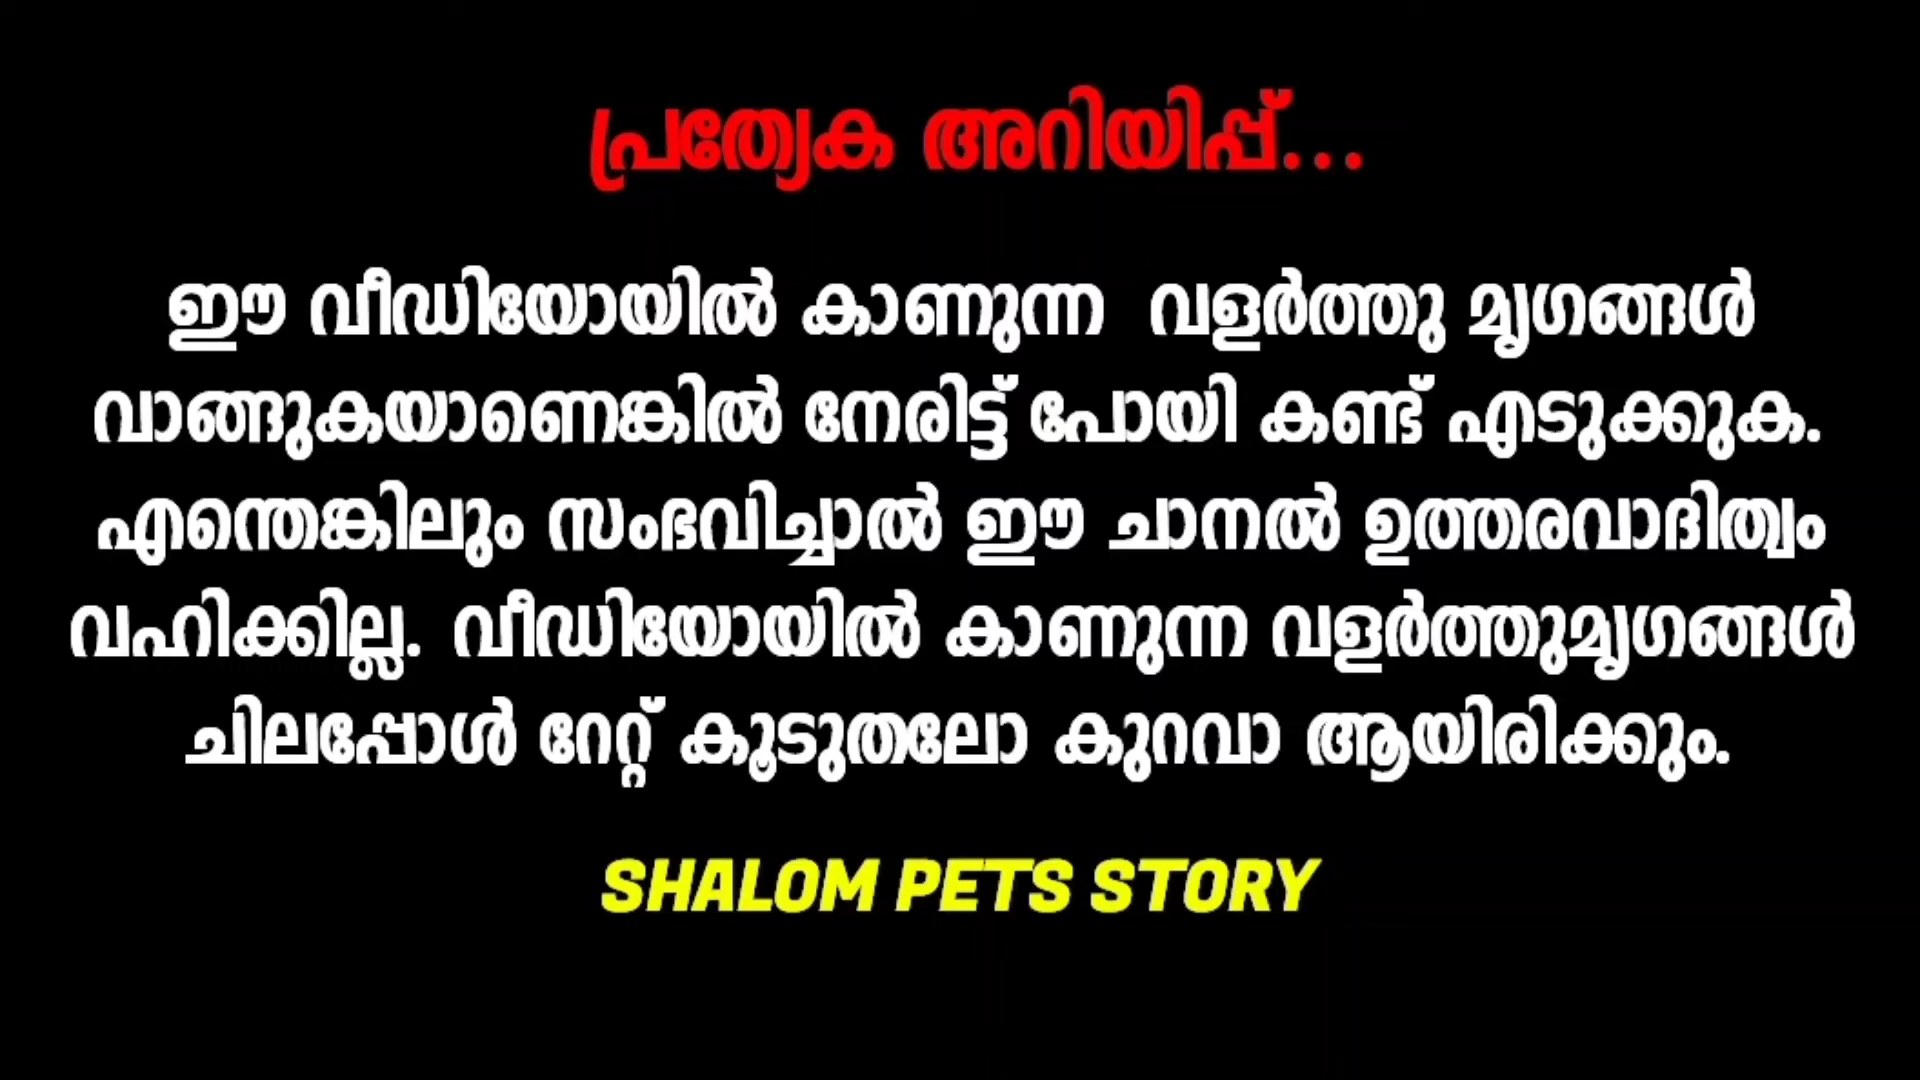 പ്രത്യേക അറിയിപ്പ്...
ഈ വീഡിയോയിൽ കാണുന്ന വളർത്തു മൃഗങ്ങൾ
വാങ്ങുകയാണെങ്കിൽ നേരിട്ട് പോയി കണ്ട് എടുക്കുക.
എന്തെങ്കിലും സംഭവിച്ചാൽ ഈ ചാനൽ ഉത്തരവാദിത്വം
വഹിക്കില്ല. വീഡിയോയിൽ കാണുന്ന വളർത്തുമൃഗങ്ങൾ
ചിലപ്പോൾ റേറ്റ് കൂടുതലോ കുറവാ ആയിരിക്കും.
SHALOM PETS STORY